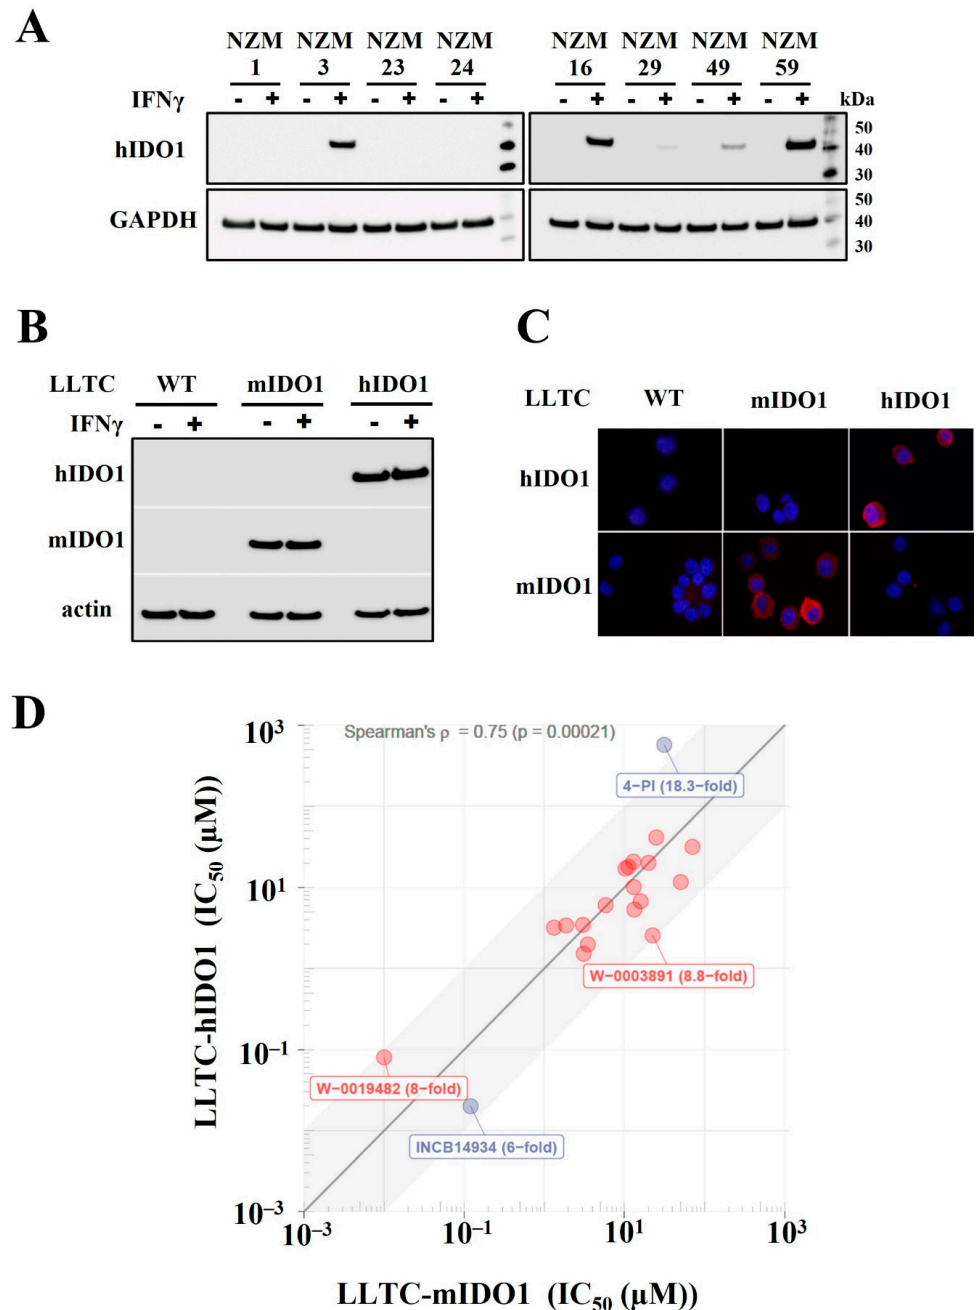 A
NZM NZM NZM NZM NZM NZM NZM NZM
1 3 23 24 16 29 49 59
IFNγ - + - + - + - + - + - + - + - + kDa
hIDO1
50
40
30
GAPDH
50
40
30
B
LLTC WT mIDO1 hIDO1
IFNγ - + - + - +
hIDO1
mIDO1
actin
C
LLTC WT mIDO1 hIDO1
hIDO1
mIDO1
D
Spearman's ρ = 0.75 (p = 0.00021)
4−PI (18.3−fold)
W−0003891 (8.8−fold)
W−0019482 (8−fold)
INCB14934 (6−fold)
LLTC-hIDO1 (IC50 (µM))
10³
10¹
10⁻¹
10⁻³
10⁻³ 10⁻¹ 10¹ 10³
LLTC-mIDO1 (IC50 (µM))